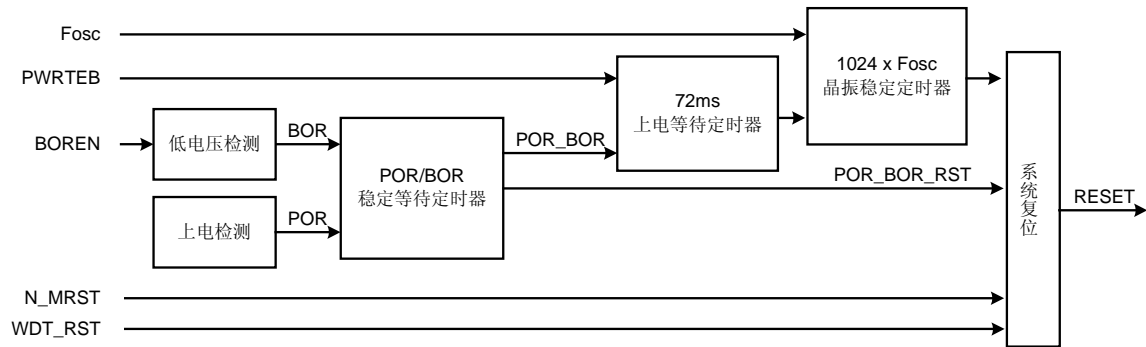 Fosc
1024 x Fosc
晶振稳定定时器
PWRTEB
72ms
上电等待定时器
BOREN
低电压检测
BOR
POR/BOR
稳定等待定时器
POR_BOR
POR_BOR_RST
上电检测
POR
系统复位
RESET
N_MRST
WDT_RST